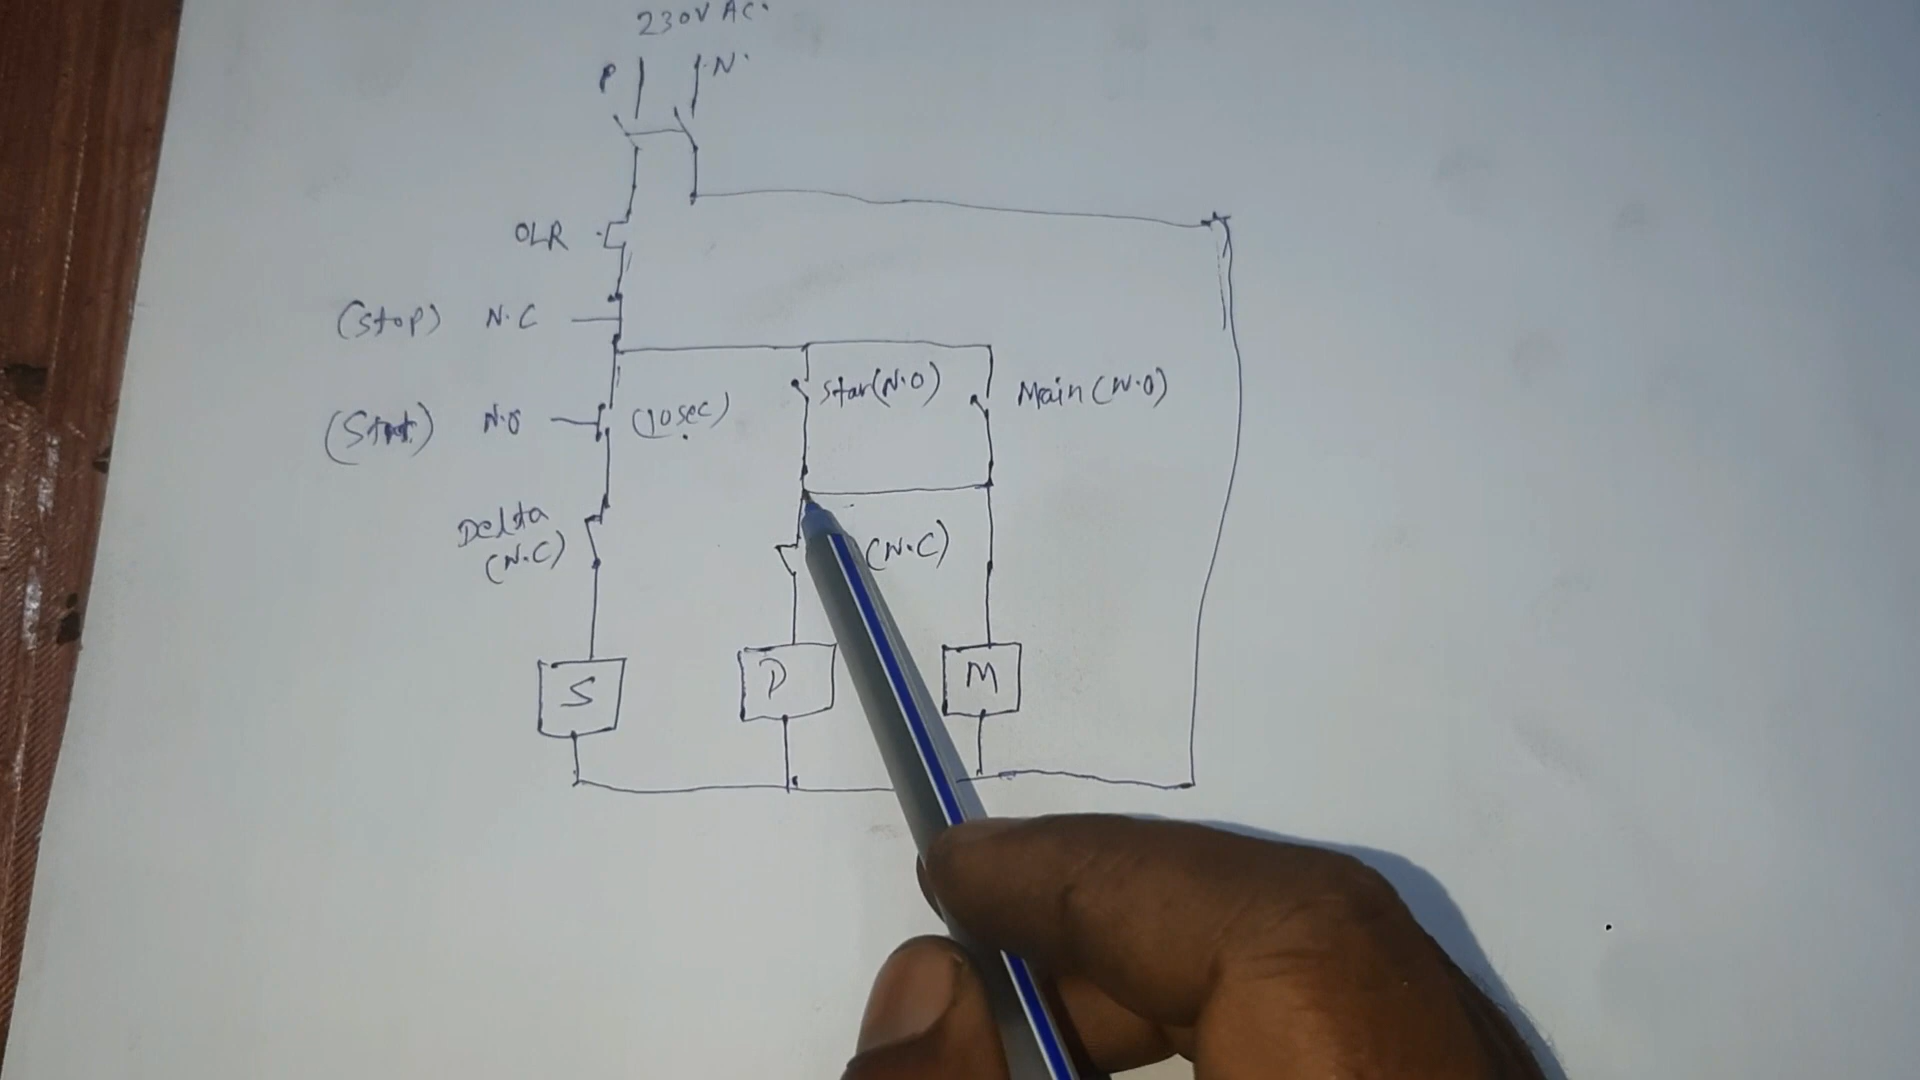 230V AC.
P N.
OLR
(Stop) N.C
Star(N.O) Main (N.O)
(Start) N.O (10sec)
Delta
(N.C)
(N.C)
S D M